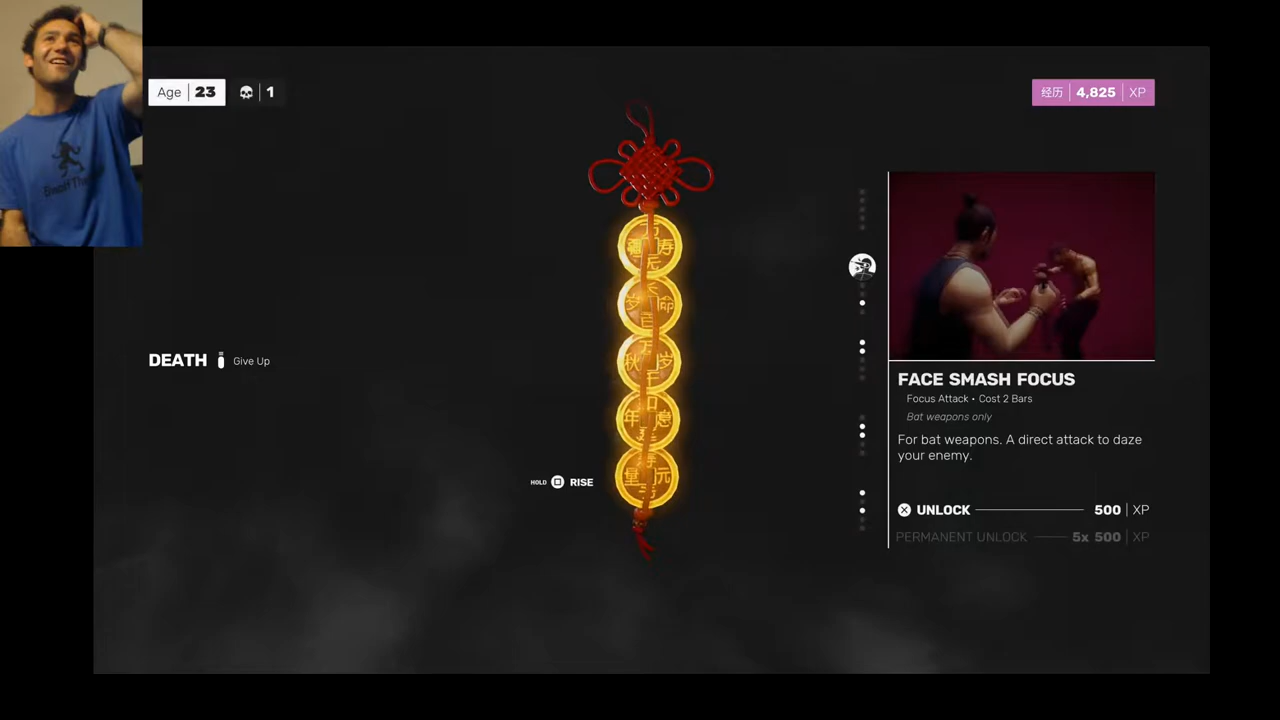 Age 23
1
经历 4,825 XP
DEATH Give Up
HOLD RISE
FACE SMASH FOCUS
Focus Attack • Cost 2 Bars
Bat weapons only
For bat weapons. A direct attack to daze
your enemy.
UNLOCK 500 XP
PERMANENT UNLOCK 5x 500 XP